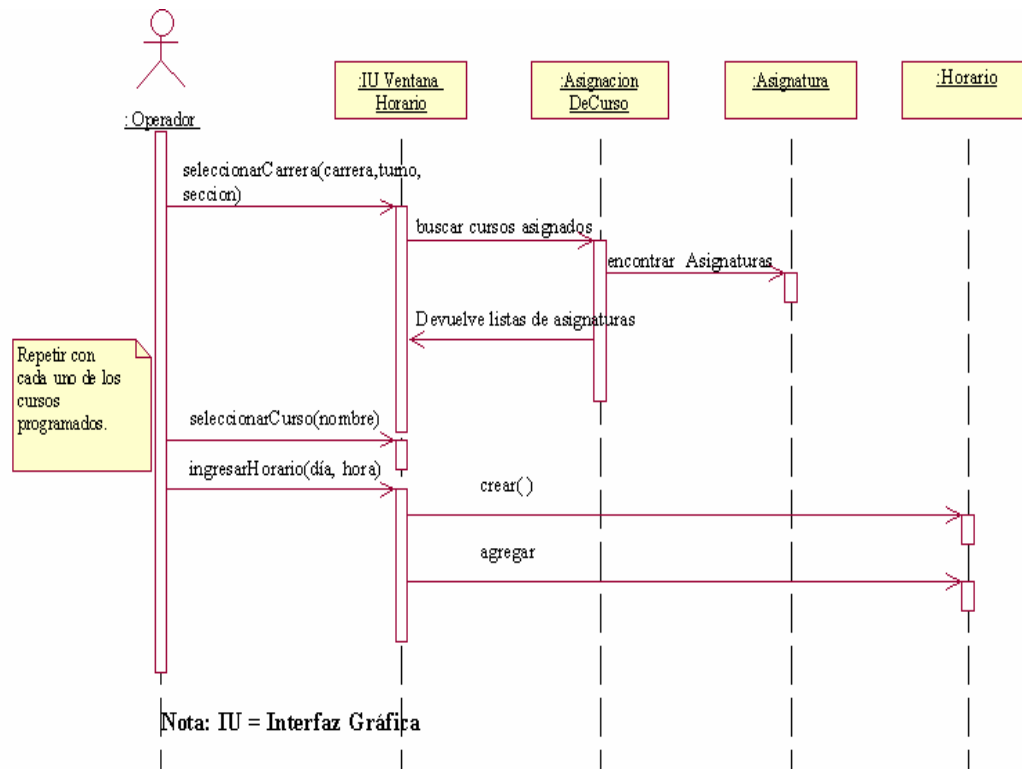 :IU Ventana
Horario
:Asignacion
DeCurso
:Asignatura
:Horario
: Operador
seleccionarCarrera(carrera,turno,
seccion)
buscar cursos asignados
encontrar Asignaturas
Devuelve listas de asignaturas
Repetir con
cada uno de los
cursos
programados.
seleccionarCurso(nombre)
ingresarHorario(día, hora)
crear( )
agregar
Nota: IU = Interfaz Gráfica